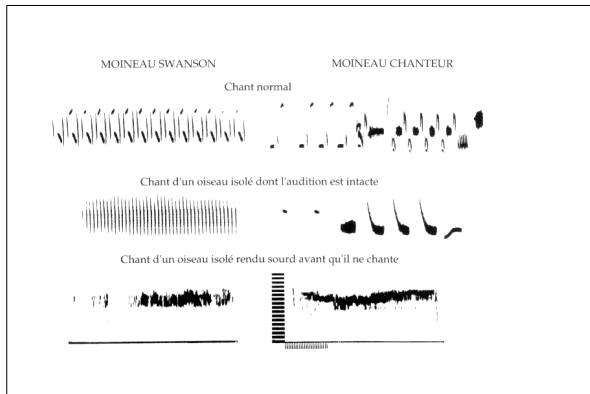 MOINEAU SWANSON MOINEAU CHANTEUR
Chant normal
Chant d'un oiseau isolé dont l'audition est intacte
Chant d'un oiseau isolé rendu sourd avant qu'il ne chante